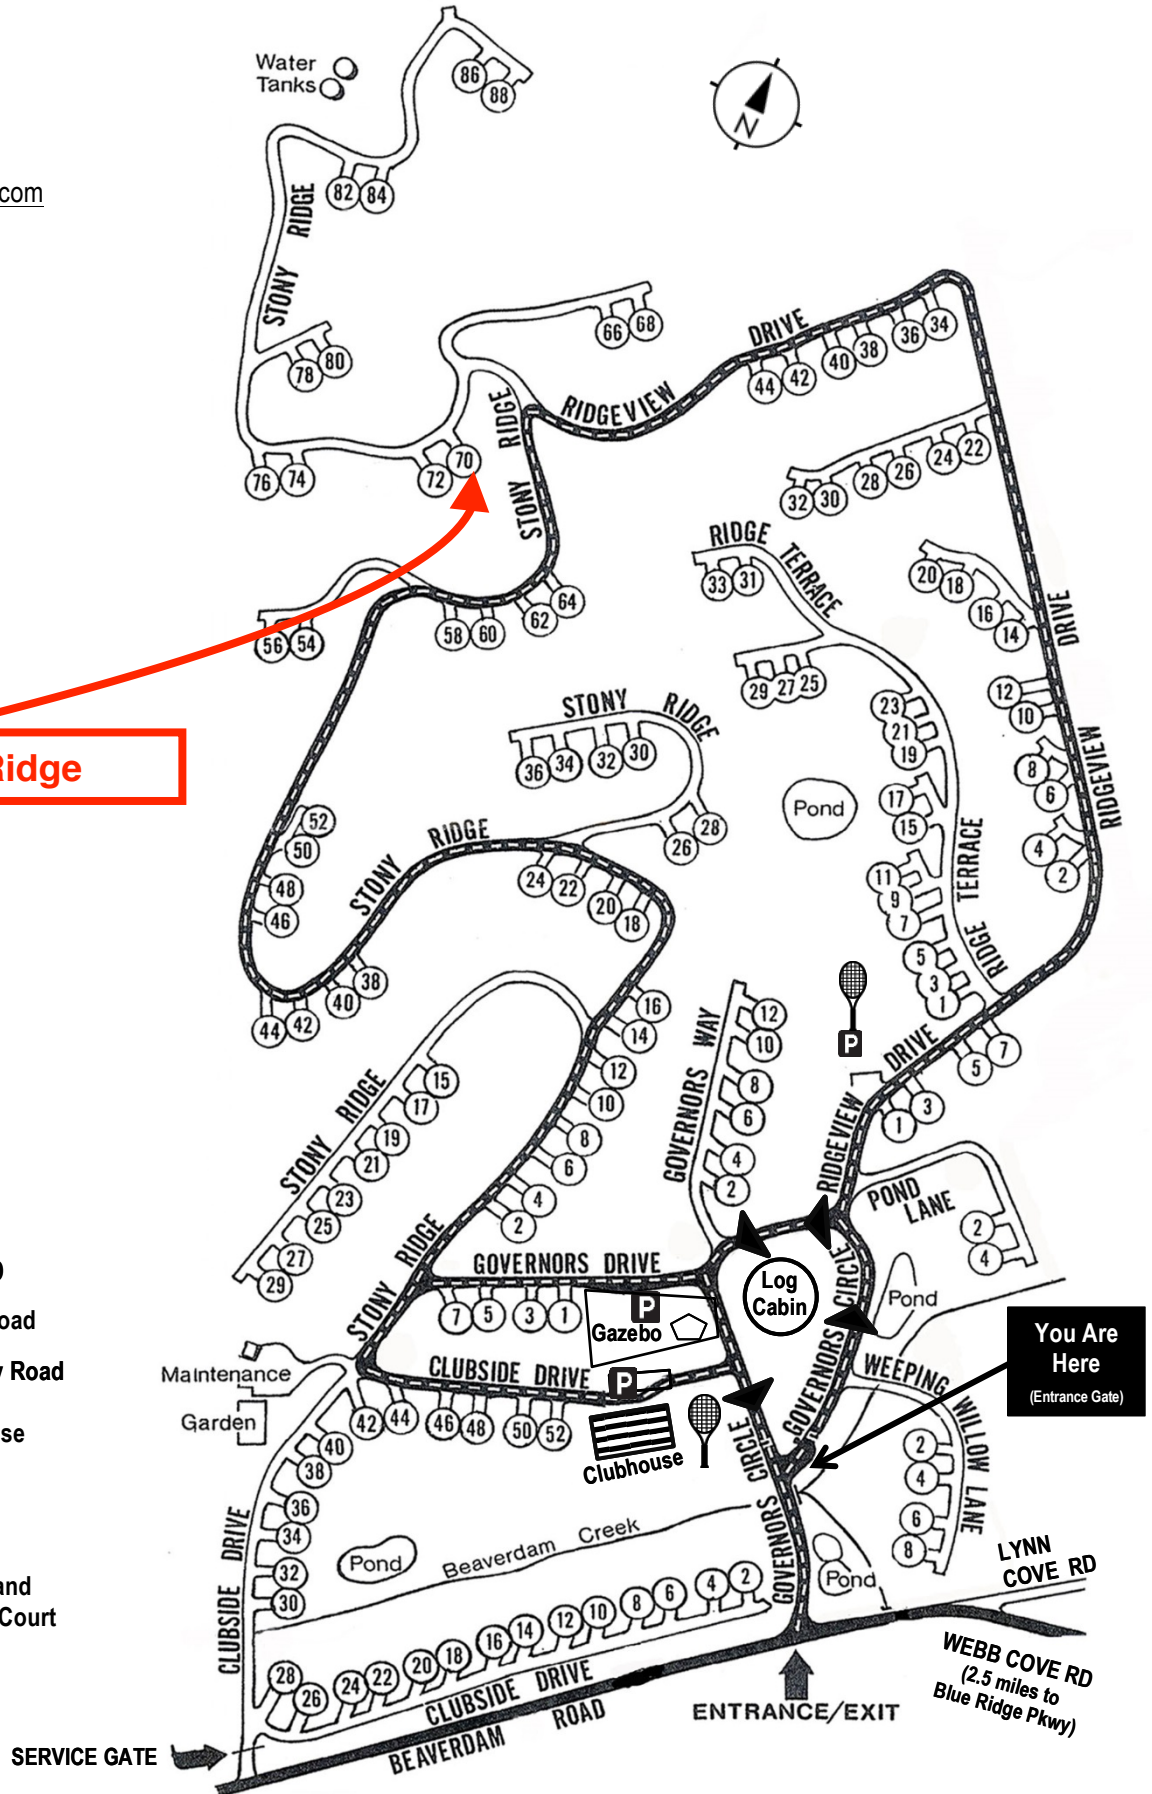 Water
Tanks
86
88
N
com
82
84
STONY RIDGE
78
80
66
68
DRIVE
34
36
38
40
42
44
RIDGEVIEW
STONY RIDGE
70
72
74
76
22
24
26
28
30
32
RIDGE TERRACE
33
31
20
18
16
14
DRIVE
64
62
60
58
56
54
29
27
25
12
10
STONY RIDGE
36
34
32
30
23
21
19
RIDGEVIEW
8
6
Ridge
Pond
17
15
28
26
4
2
52
50
48
46
STONY RIDGE
24
22
20
18
11
9
7
TERRACE
RIDGE
5
3
1
38
40
42
44
16
14
GOVERNORS WAY
12
10
8
6
4
2
P
DRIVE
7
5
3
1
RIDGEVIEW
12
10
8
6
4
2
STONY RIDGE
15
17
19
21
23
25
27
29
POND
LANE
2
4
STONY RIDGE
GOVERNORS DRIVE
7
5
3
1
P
Gazebo
Log
Cabin
GOVERNORS CIRCLE
Pond
oad
You Are
Here
(Entrance Gate)
Road
Maintenance
Garden
CLUBSIDE DRIVE
P
42
44
46
48
50
52
Clubhouse
GOVERNORS CIRCLE
WEEPING WILLOW LANE
2
4
6
8
se
40
38
36
34
32
30
CLUBSIDE DRIVE
Pond
Beaverdam Creek
Pond
LYNN
COVE RD
and
Court
2
4
6
8
10
12
14
16
18
20
22
24
26
28
CLUBSIDE DRIVE
BEAVERDAM ROAD
ENTRANCE/EXIT
WEBB COVE RD
(2.5 miles to
Blue Ridge Pkwy)
SERVICE GATE